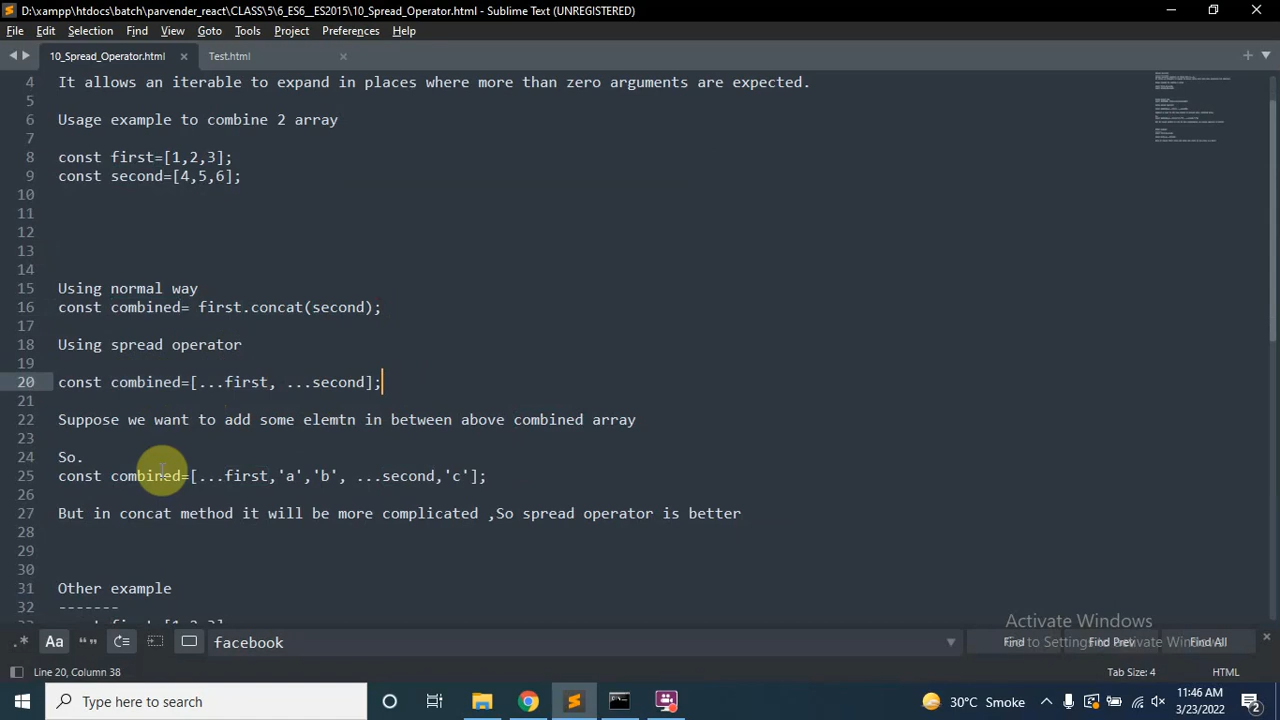 D:\xampp\htdocs\batch\parvender_react\CLASS\5\6_ES6__ES2015\10_Spread_Operator.html - Sublime Text (UNREGISTERED)
File Edit Selection Find View Goto Tools Project Preferences Help
10_Spread_Operator.html Test.html
4 It allows an iterable to expand in places where more than zero arguments are expected.
5
6 Usage example to combine 2 array
7
8 const first=[1,2,3];
9 const second=[4,5,6];
10
11
12
13
14
15 Using normal way
16 const combined= first.concat(second);
17
18 Using spread operator
19
20 const combined=[...first, ...second];
21
22 Suppose we want to add some elemtn in between above combined array
23
24 So.
25 const combined=[...first,'a','b', ...second,'c'];
26
27 But in concat method it will be more complicated ,So spread operator is better
28
29
30
31 Other example
32 -------
Activate Windows
Go to Settings to Activate Windows.
.* Aa “” facebook Find Find Prev Find All
Line 20, Column 38 Tab Size: 4 HTML
Type here to search 30°C Smoke 11:46 AM
3/23/2022 2